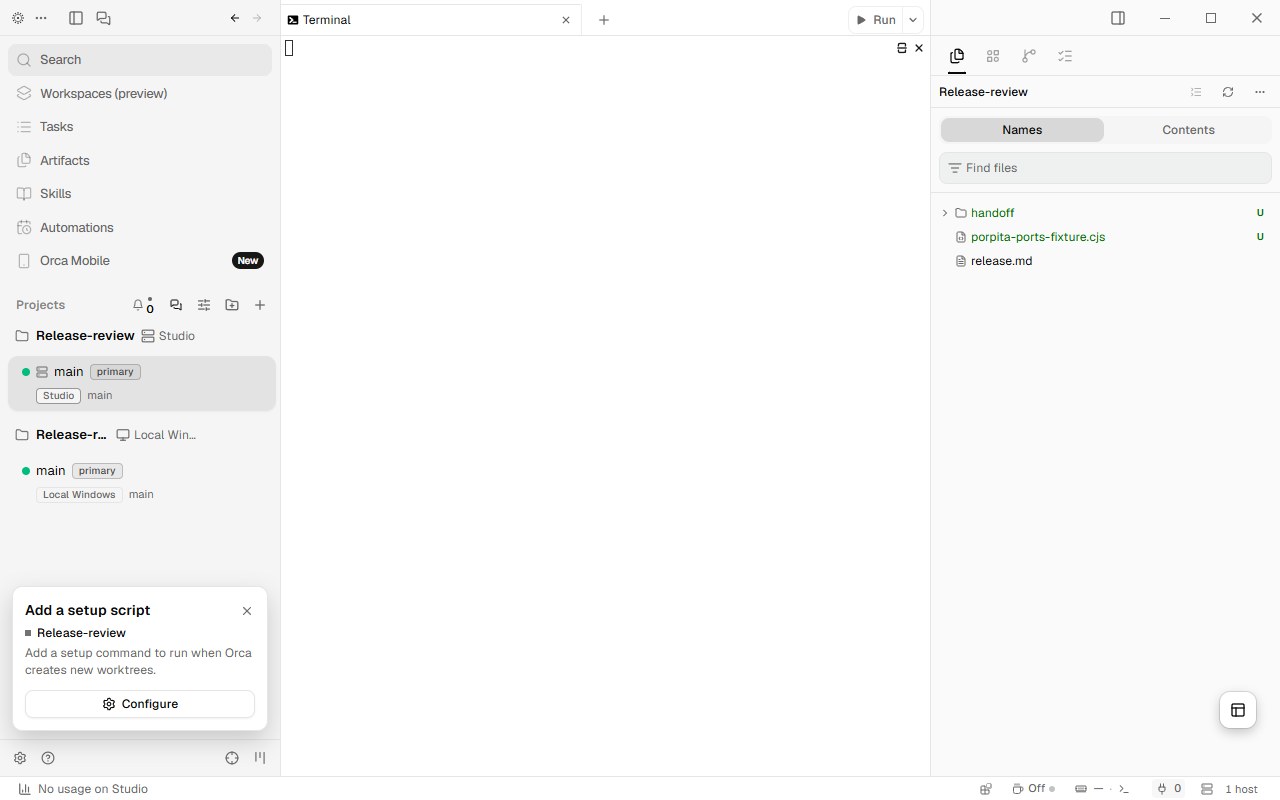 Terminal
Run
Search
Workspaces (preview)
Tasks
Artifacts
Skills
Automations
Orca Mobile
New
Projects
0
Release-review
Studio
main
primary
Studio
main
Release-r...
Local Win...
main
primary
Local Windows
main
Add a setup script
Release-review
Add a setup command to run when Orca
creates new worktrees.
Configure
Release-review
Names
Contents
Find files
handoff
U
porpita-ports-fixture.cjs
U
release.md
No usage on Studio
Off
— ·
0
1 host